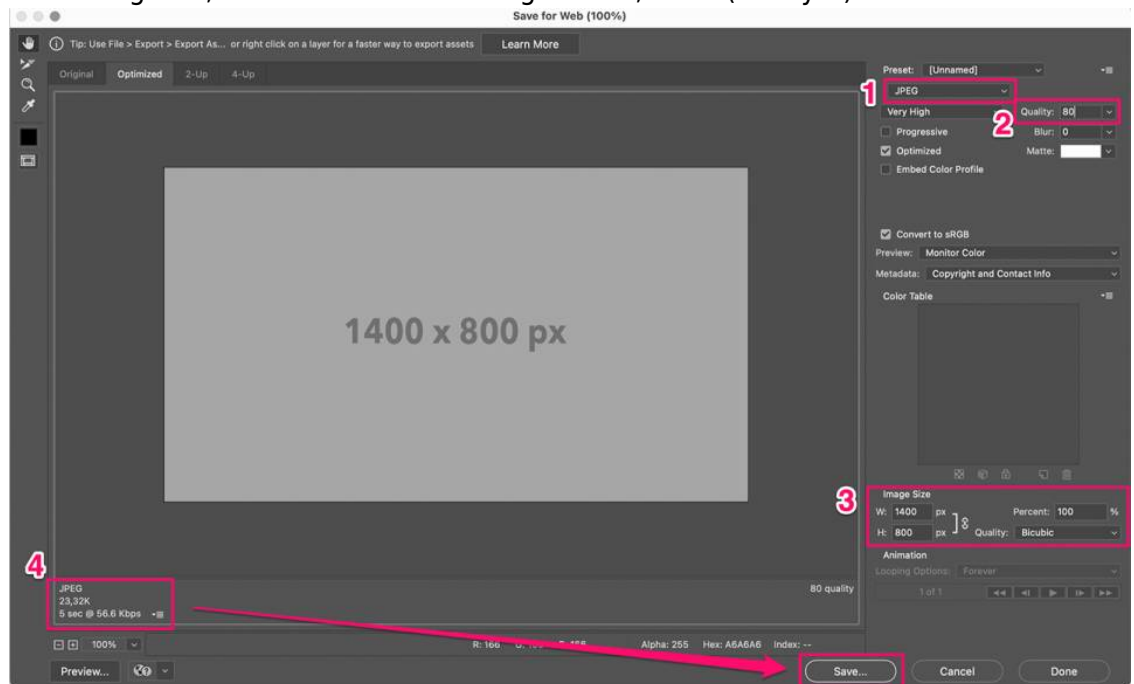 Save for Web (100%)
Tip: Use File > Export > Export As... or right click on a layer for a faster way to export assets
Learn More
Original Optimized 2-Up 4-Up
Preset: [Unnamed]
1
JPEG
Very High
2
Quality: 80
Progressive
Blur: 0
Optimized
Matte:
Embed Color Profile
Convert to sRGB
Preview: Monitor Color
Metadata: Copyright and Contact Info
Color Table
1400 x 800 px
3
Image Size
W: 1400 px
Percent: 100 %
H: 800 px
Quality: Bicubic
Animation
Looping Options: Forever
1 of 1
4
JPEG
23,32K
5 sec @ 56.6 Kbps
80 quality
100%
Alpha: 255 Hex: A6A6A6 Index: --
Preview...
Save...
Cancel
Done